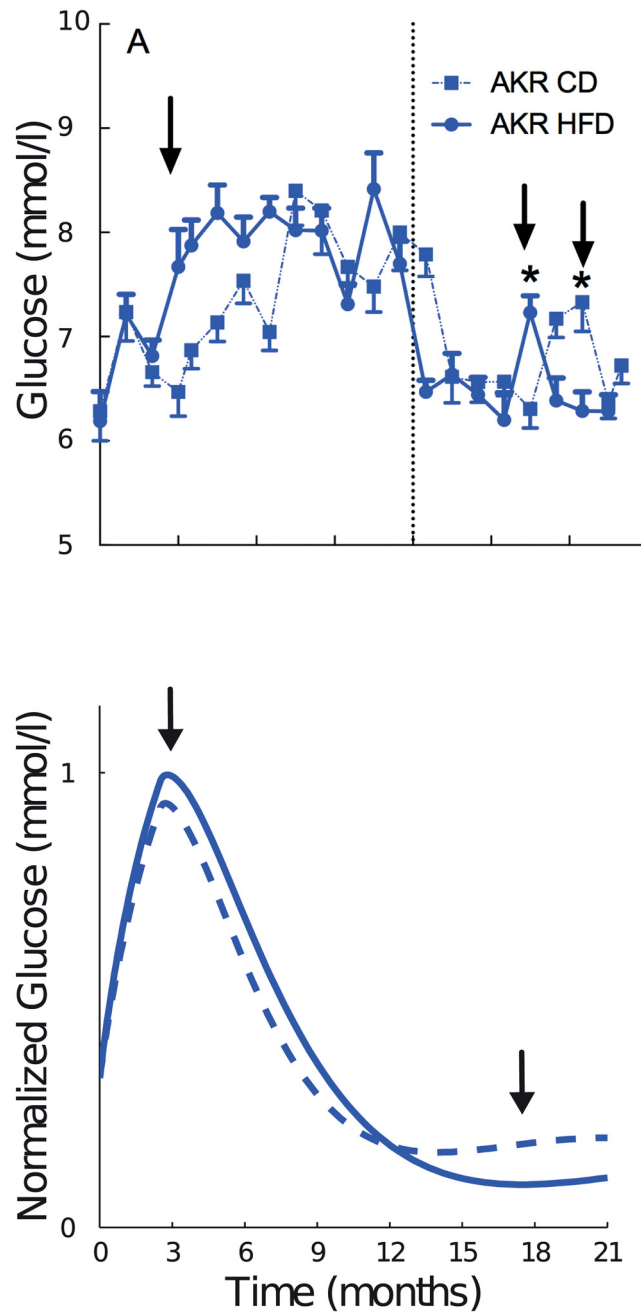 A
10
9
8
7
6
5
Glucose (mmol/l)
AKR CD
AKR HFD
*
*
Normalized Glucose (mmol/l)
1
0
0 3 6 9 12 15 18 21
Time (months)